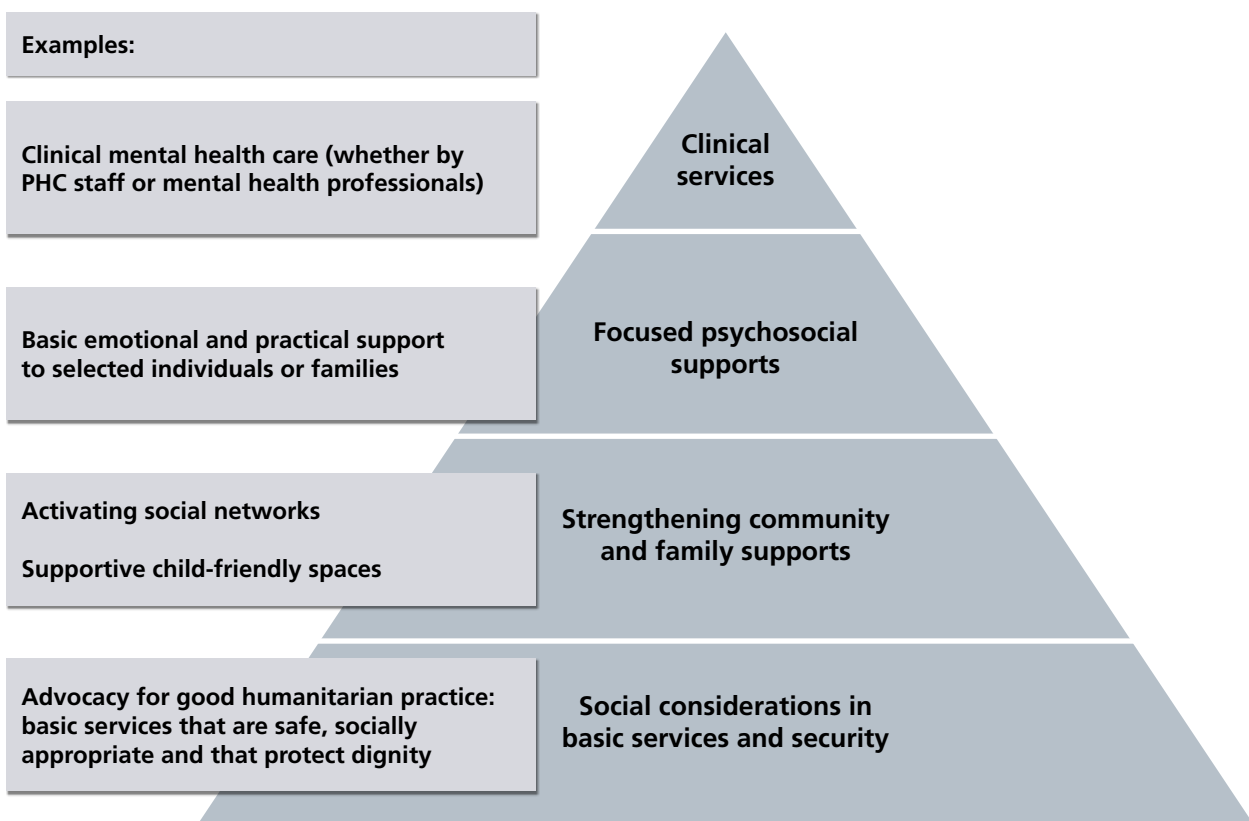 Examples:
Clinical mental health care (whether by
PHC staff or mental health professionals)
Clinical
services
Basic emotional and practical support
to selected individuals or families
Focused psychosocial
supports
Activating social networks
Supportive child-friendly spaces
Strengthening community
and family supports
Advocacy for good humanitarian practice:
basic services that are safe, socially
appropriate and that protect dignity
Social considerations in
basic services and security